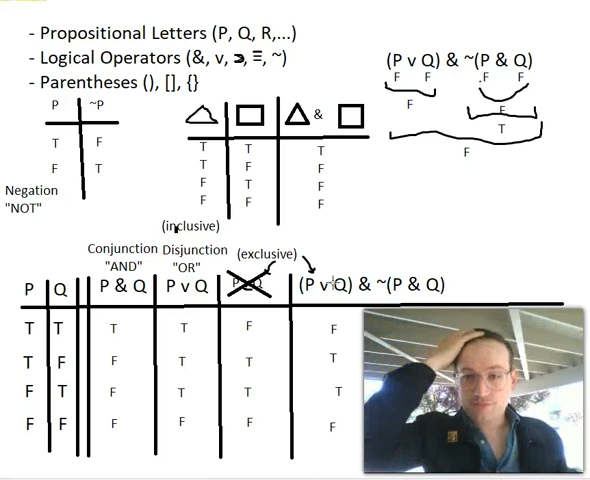 - Propositional Letters (P, Q, R,...)
- Logical Operators (&, v, ⊃, ≡, ~)
- Parentheses (), [], {}
(P v Q) & ~(P & Q)
F F F F
F F
T
F
P ~P
T F
F T
Negation
"NOT"
&
T T T
T F F
F T F
F F F
(inclusive)
Conjunction Disjunction (exclusive)
"AND" "OR"
P Q P & Q P v Q (P v Q) & ~(P & Q)
T T T T F F
T F F T T T
F T F T T T
F F F F F F